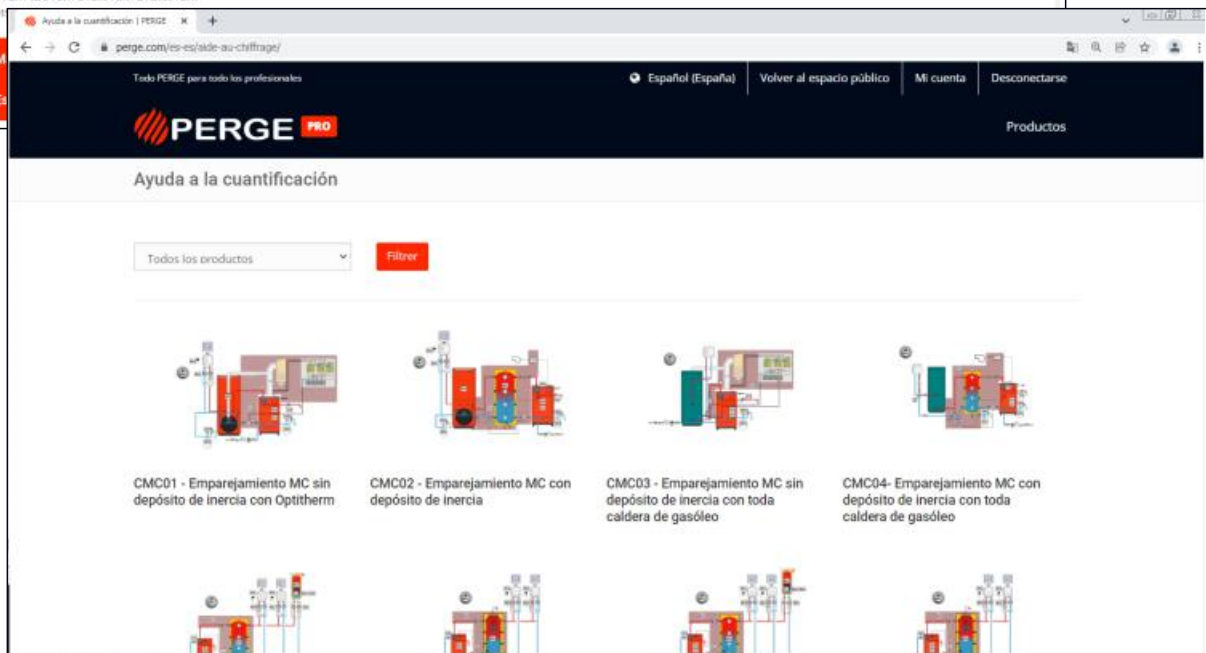 Ayuda a la cuantificación | PERGE
perge.com/es-es/aide-au-chiffrage/
Todo PERGE para todo los profesionales
Español (España)
Volver al espacio público
Mi cuenta
Desconectarse
PERGE PRO
Productos
Ayuda a la cuantificación
Todos los productos
Filtrer
CMC01 - Emparejamiento MC sin
depósito de inercia con Optitherm
CMC02 - Emparejamiento MC con
depósito de inercia
CMC03 - Emparejamiento MC sin
depósito de inercia con toda
caldera de gasóleo
CMC04- Emparejamiento MC con
depósito de inercia con toda
caldera de gasóleo